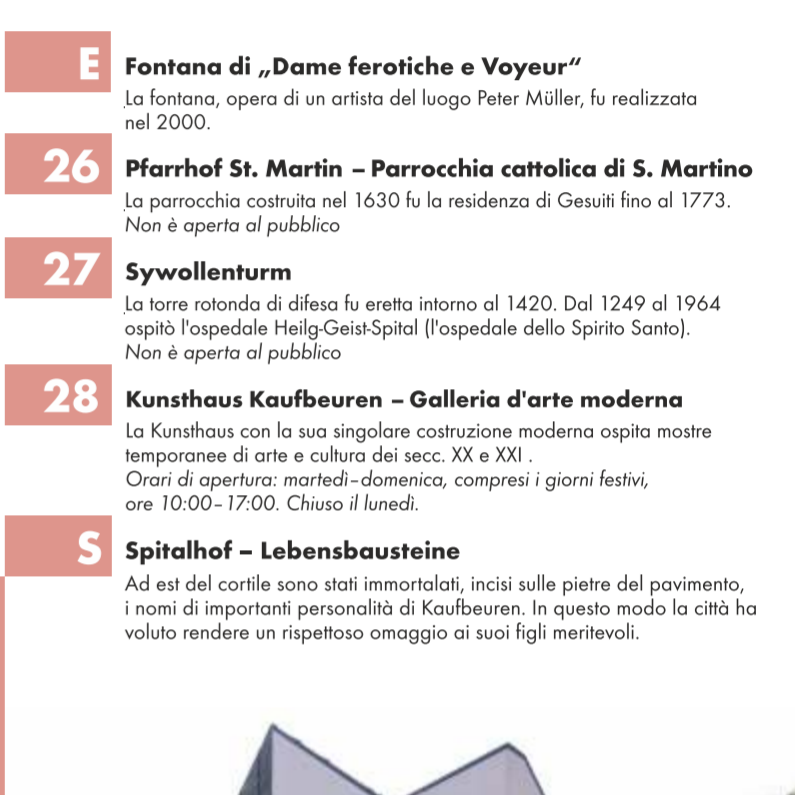 E
Fontana di „Dame ferotiche e Voyeur“
La fontana, opera di un artista del luogo Peter Müller, fu realizzata
nel 2000.
26
Pfarrhof St. Martin – Parrocchia cattolica di S. Martino
La parrocchia costruita nel 1630 fu la residenza di Gesuiti fino al 1773.
Non è aperta al pubblico
27
Sywollenturm
La torre rotonda di difesa fu eretta intorno al 1420. Dal 1249 al 1964
ospitò l'ospedale Heilg-Geist-Spital (l'ospedale dello Spirito Santo).
Non è aperta al pubblico
28
Kunsthaus Kaufbeuren – Galleria d'arte moderna
La Kunsthaus con la sua singolare costruzione moderna ospita mostre
temporanee di arte e cultura dei secc. XX e XXI .
Orari di apertura: martedì–domenica, compresi i giorni festivi,
ore 10:00–17:00. Chiuso il lunedì.
S
Spitalhof – Lebensbausteine
Ad est del cortile sono stati immortalati, incisi sulle pietre del pavimento,
i nomi di importanti personalità di Kaufbeuren. In questo modo la città ha
voluto rendere un rispettoso omaggio ai suoi figli meritevoli.